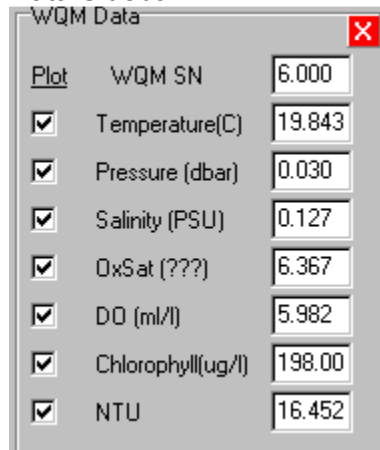 WQM Data
Plot WQM SN 6.000
Temperature(C) 19.843
Pressure (dbar) 0.030
Salinity (PSU) 0.127
OxSat (???) 6.367
DO (ml/l) 5.982
Chlorophyll(ug/l) 198.00
NTU 16.452